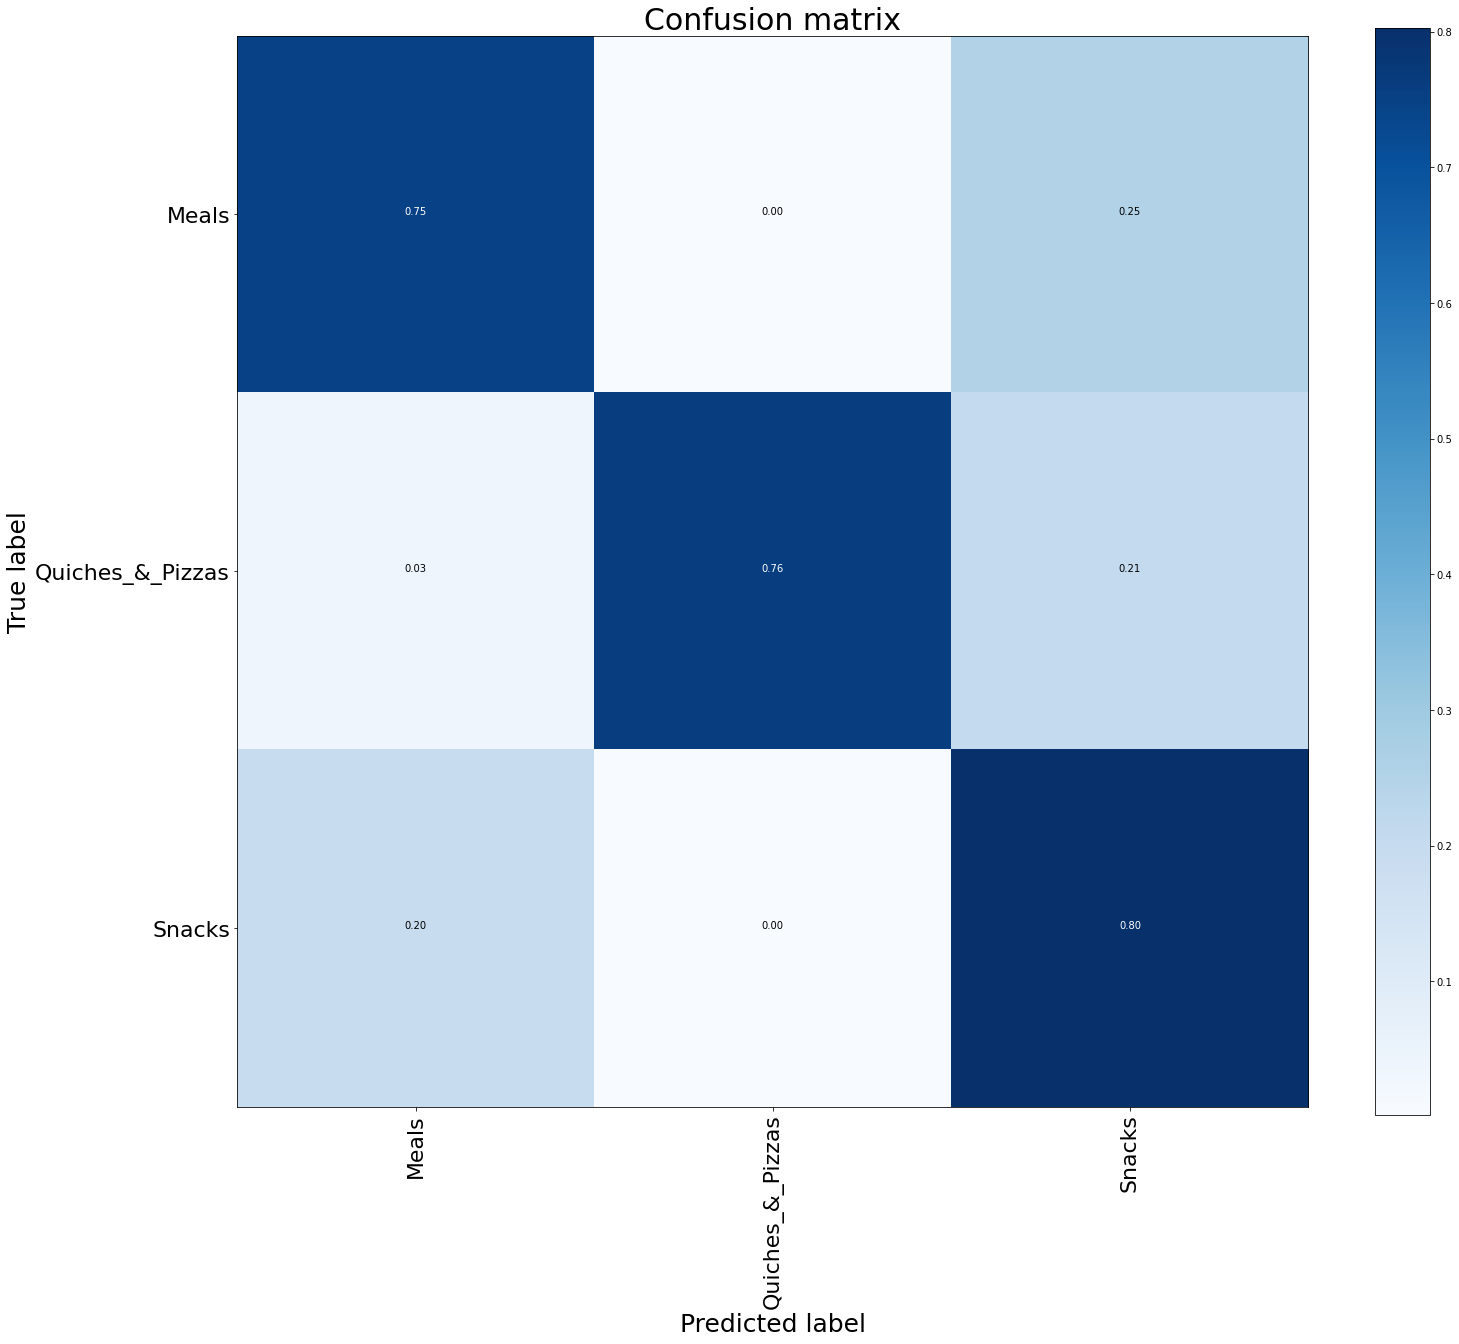 Confusion matrix
True label
Meals
Quiches_&_Pizzas
Snacks
0.75 0.00 0.25
0.03 0.76 0.21
0.20 0.00 0.80
Meals
Quiches_&_Pizzas
Snacks
Predicted label
0.8
0.7
0.6
0.5
0.4
0.3
0.2
0.1